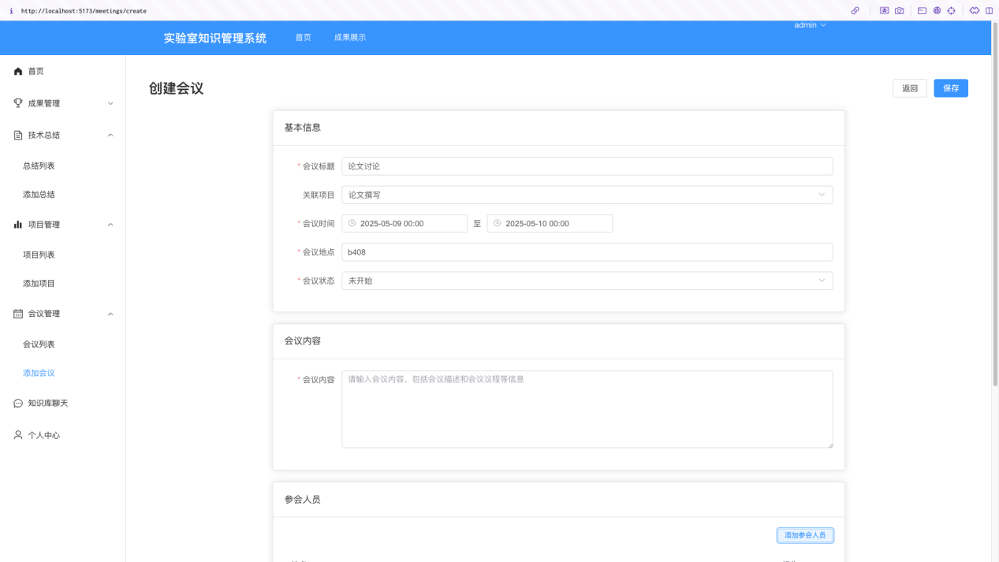 http://localhost:5173/meetings/create
实验室知识管理系统 首页 成果展示 admin
首页
成果管理
技术总结
总结列表
添加总结
项目管理
项目列表
添加项目
会议管理
会议列表
添加会议
知识库聊天
个人中心
创建会议 返回 保存
基本信息
* 会议标题 论文讨论
关联项目 论文撰写
* 会议时间 2025-05-09 00:00 至 2025-05-10 00:00
* 会议地点 b408
* 会议状态 未开始
会议内容
* 会议内容 请输入会议内容，包括会议描述和会议议程等信息
参会人员
添加参会人员